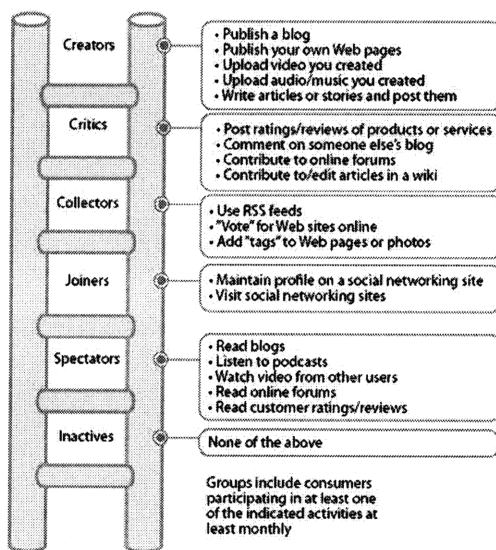 Creators
• Publish a blog
• Publish your own Web pages
• Upload video you created
• Upload audio/music you created
• Write articles or stories and post them
Critics
• Post ratings/reviews of products or services
• Comment on someone else's blog
• Contribute to online forums
• Contribute to/edit articles in a wiki
Collectors
• Use RSS feeds
• "Vote" for Web sites online
• Add "tags" to Web pages or photos
Joiners
• Maintain profile on a social networking site
• Visit social networking sites
Spectators
• Read blogs
• Listen to podcasts
• Watch video from other users
• Read online forums
• Read customer ratings/reviews
Inactives
None of the above
Groups include consumers
participating in at least one
of the indicated activities at
least monthly